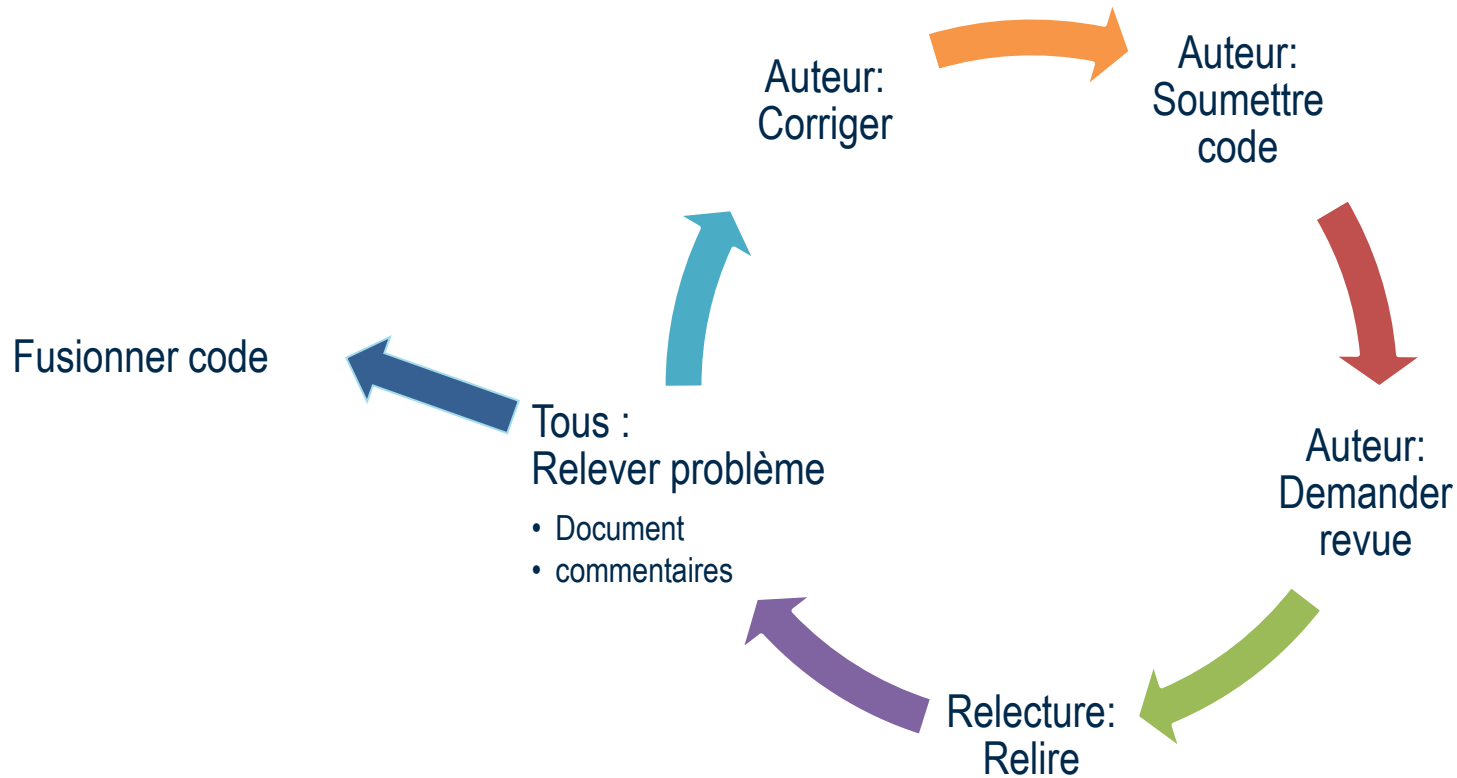 Auteur:
Corriger
Auteur:
Soumettre
code
Auteur:
Demander
revue
Relecture:
Relire
Tous :
Relever problème
• Document
• commentaires
Fusionner code